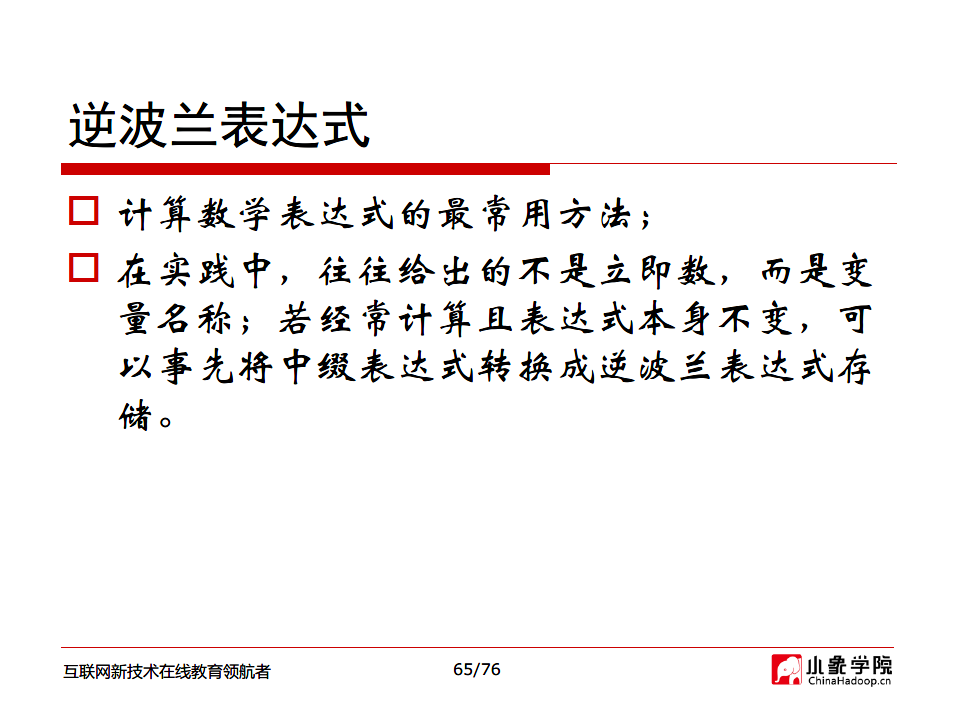 逆波兰表达式
计算数学表达式的最常用方法；
在实践中，往往给出的不是立即数，而是变
量名称；若经常计算且表达式本身不变，可
以事先将中缀表达式转换成逆波兰表达式存
储。
互联网新技术在线教育领航者
65/76
小象学院
ChinaHadoop.cn